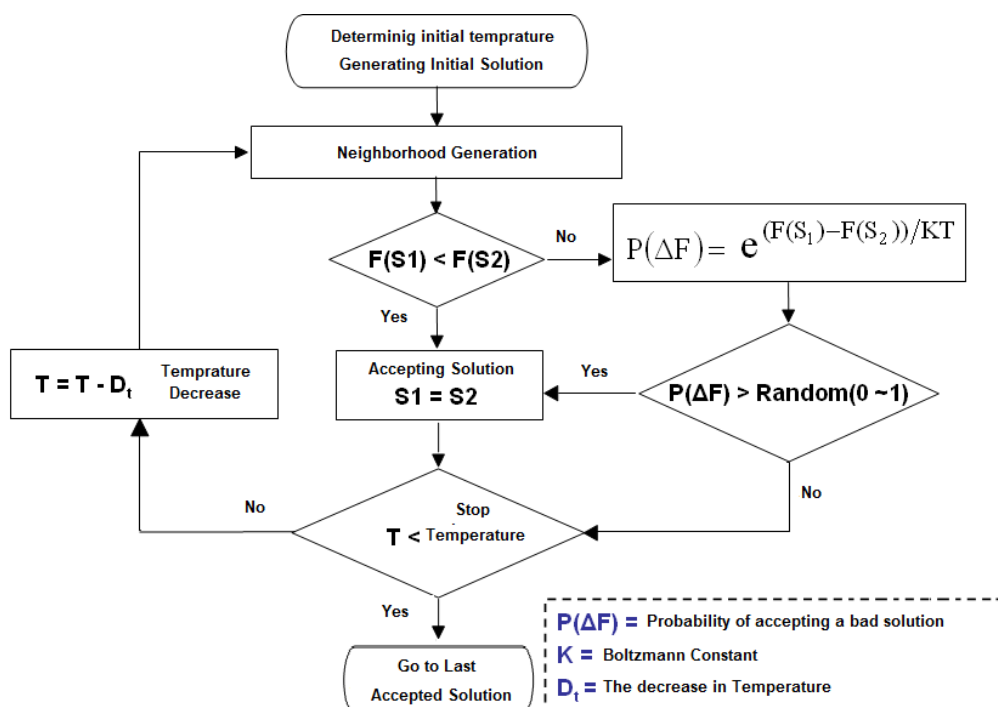 Determining initial temprature
Generating Initial Solution
Neighborhood Generation
F(S1) < F(S2)
No
P(ΔF) = e^(F(S₁)−F(S₂))/KT
Yes
T = T - Dₜ Temprature
Decrease
Accepting Solution
S1 = S2
Yes
P(ΔF) > Random(0 ~1)
No
Stop
T < Temperature
No
Yes
Go to Last
Accepted Solution
P(ΔF) = Probability of accepting a bad solution
K = Boltzmann Constant
Dₜ = The decrease in Temperature